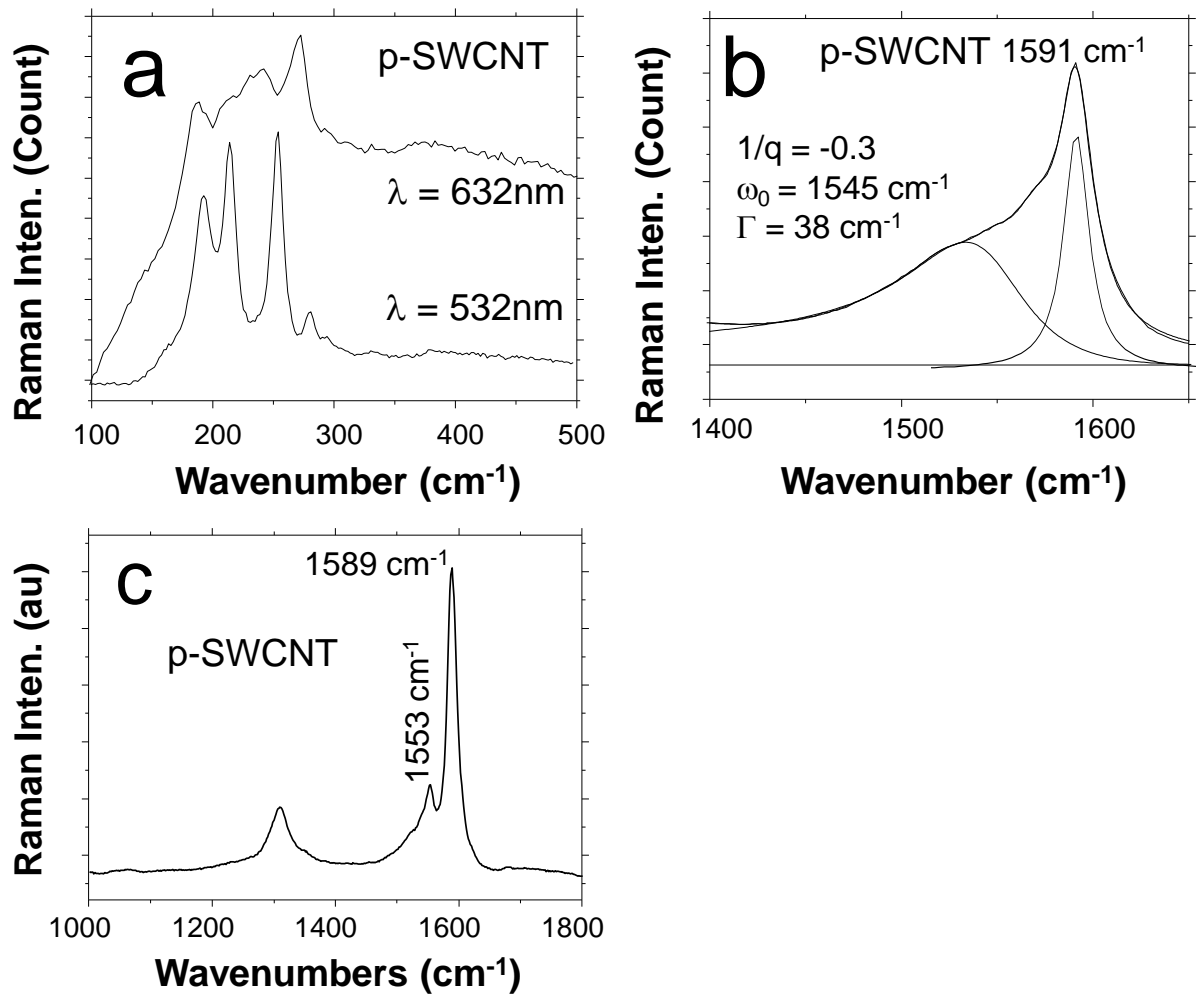 a
p-SWCNT
λ = 632nm
λ = 532nm
Raman Inten. (Count)
100 200 300 400 500
Wavenumber (cm⁻¹)
b
p-SWCNT 1591 cm⁻¹
1/q = -0.3
ω₀ = 1545 cm⁻¹
Γ = 38 cm⁻¹
Raman Inten. (Count)
1400 1500 1600
Wavenumber (cm⁻¹)
c
1589 cm⁻¹
p-SWCNT
1553 cm⁻¹
Raman Inten. (au)
1000 1200 1400 1600 1800
Wavenumbers (cm⁻¹)